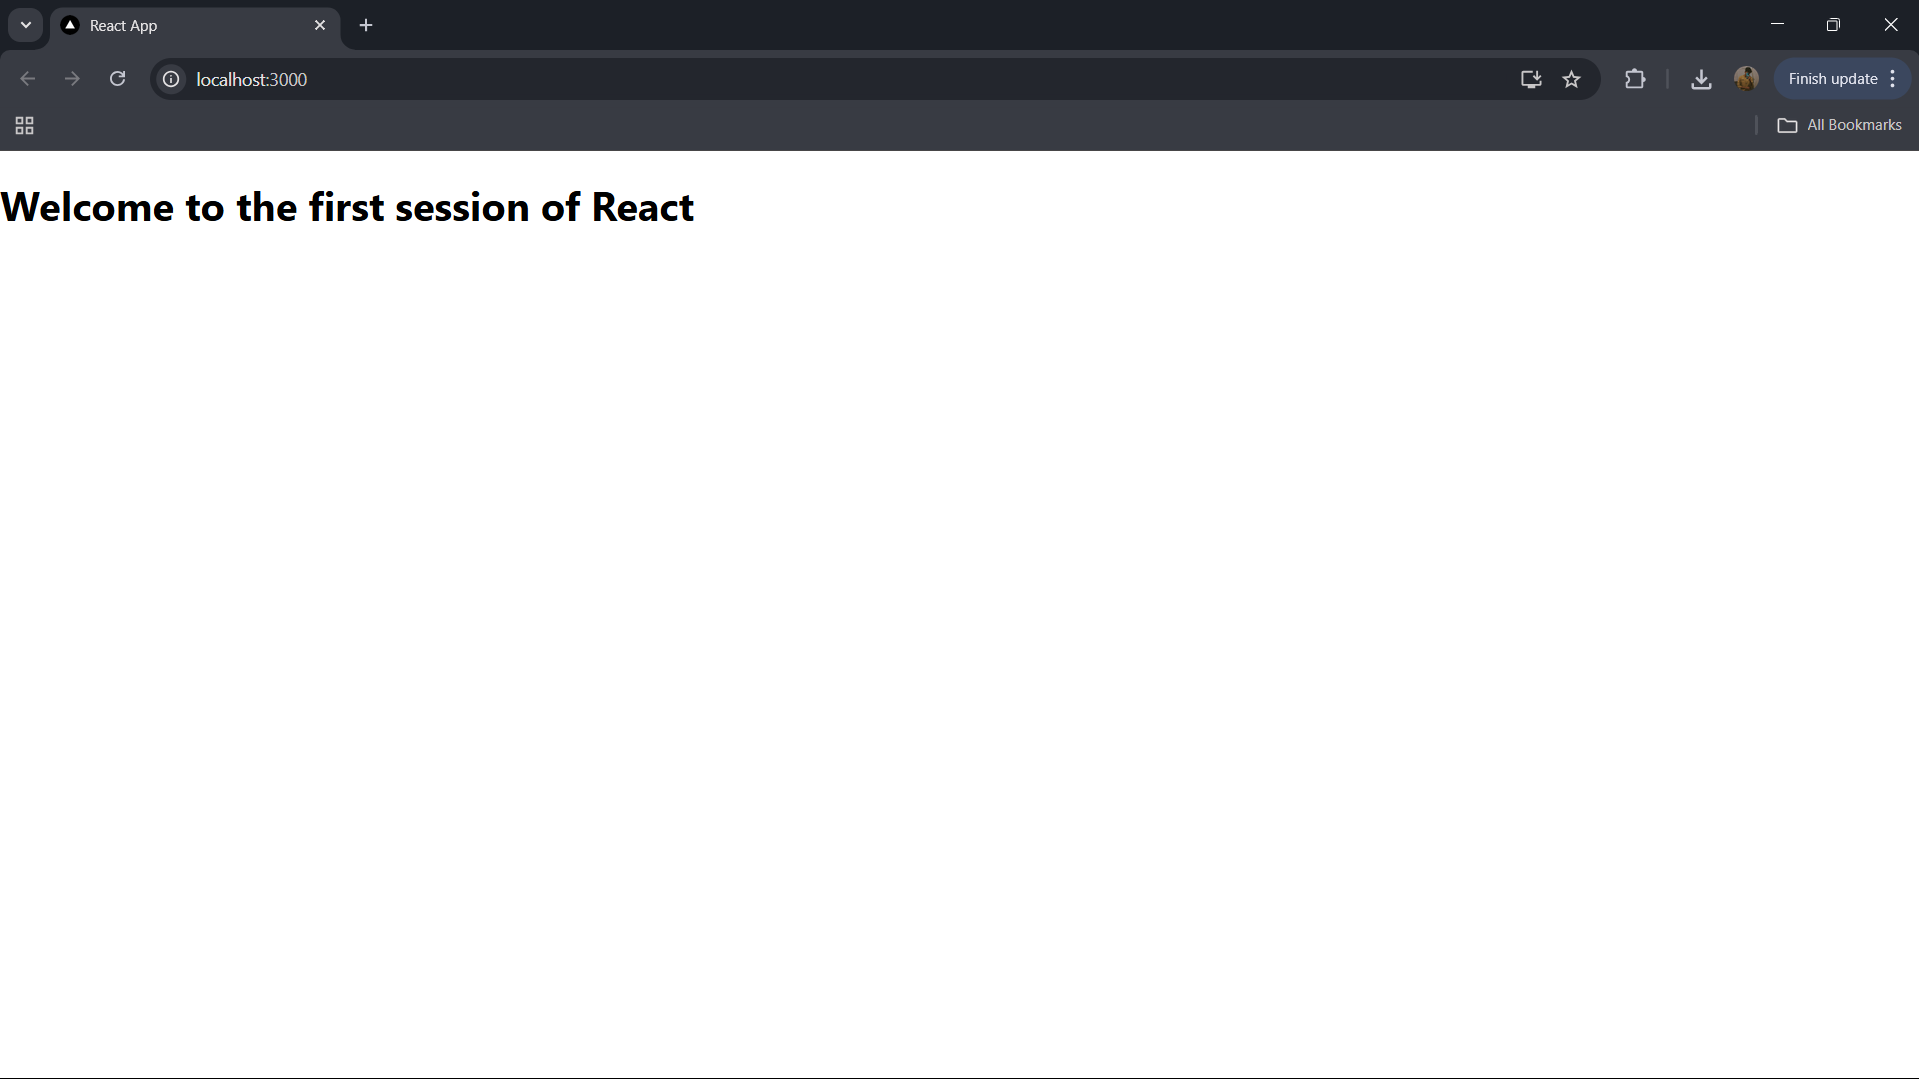 React App
localhost:3000
Finish update
All Bookmarks
Welcome to the first session of React